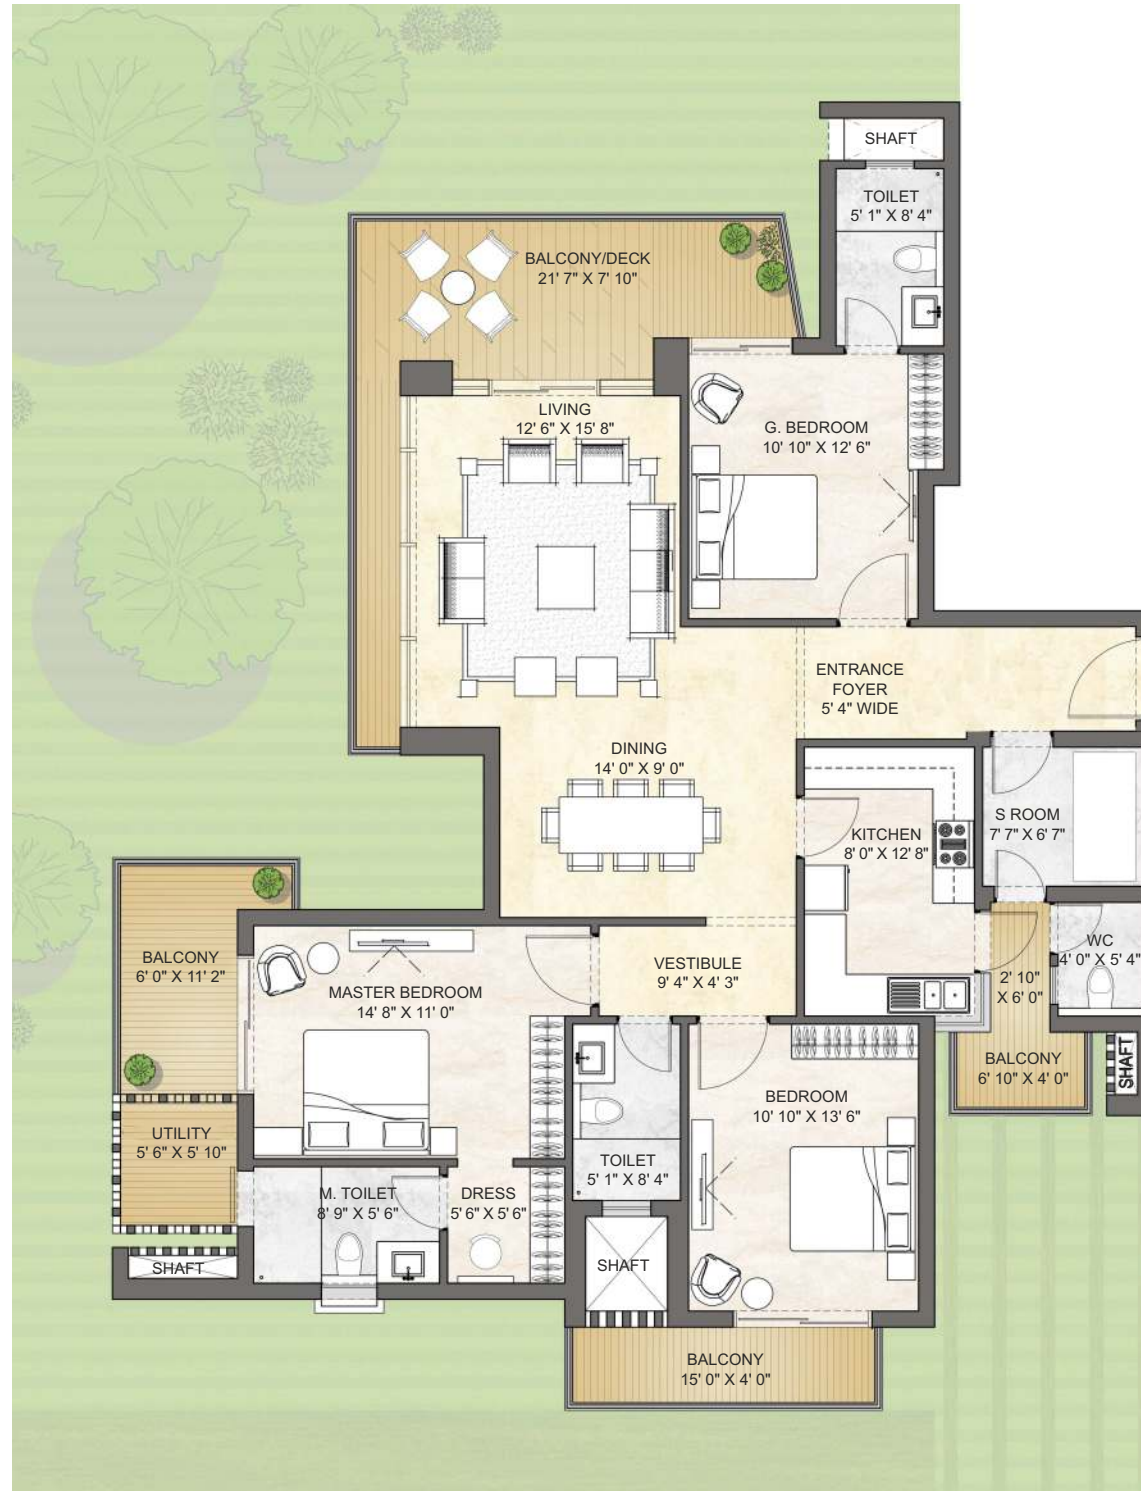 SHAFT
TOILET
5' 1" X 8' 4"
BALCONY/DECK
21' 7" X 7' 10"
LIVING
12' 6" X 15' 8"
G. BEDROOM
10' 10" X 12' 6"
ENTRANCE
FOYER
5' 4" WIDE
DINING
14' 0" X 9' 0"
KITCHEN
8' 0" X 12' 8"
S ROOM
7' 7" X 6' 7"
BALCONY
6' 0" X 11' 2"
MASTER BEDROOM
14' 8" X 11' 0"
VESTIBULE
9' 4" X 4' 3"
2' 10"
X 6' 0"
WC
4' 0" X 5' 4"
BALCONY
6' 10" X 4' 0"
SHAFT
UTILITY
5' 6" X 5' 10"
BEDROOM
10' 10" X 13' 6"
TOILET
5' 1" X 8' 4"
M. TOILET
8' 9" X 5' 6"
DRESS
5' 6" X 5' 6"
SHAFT
SHAFT
BALCONY
15' 0" X 4' 0"